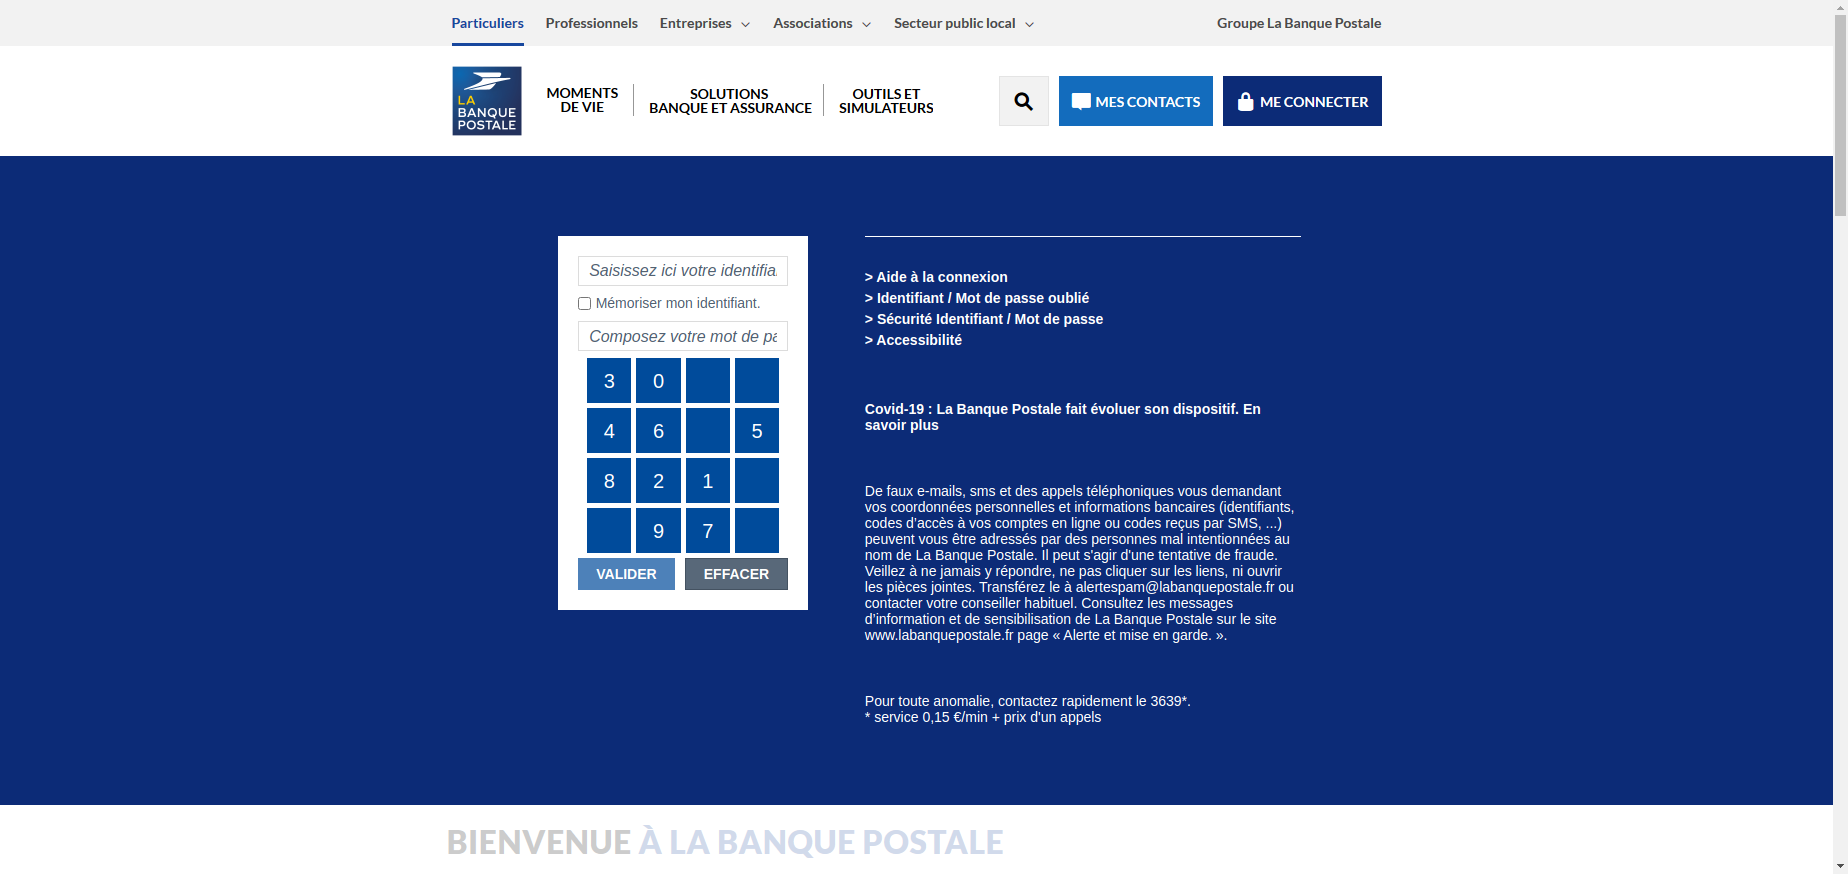 Particuliers Professionnels Entreprises Associations Secteur public local Groupe La Banque Postale
LA
BANQUE
POSTALE
MOMENTS
DE VIE
SOLUTIONS
BANQUE ET ASSURANCE
OUTILS ET
SIMULATEURS
MES CONTACTS
ME CONNECTER
Saisissez ici votre identifia
Mémoriser mon identifiant.
Composez votre mot de pa
3 0
4 6 5
8 2 1
9 7
VALIDER EFFACER
> Aide à la connexion
> Identifiant / Mot de passe oublié
> Sécurité Identifiant / Mot de passe
> Accessibilité
Covid-19 : La Banque Postale fait évoluer son dispositif. En
savoir plus
De faux e-mails, sms et des appels téléphoniques vous demandant
vos coordonnées personnelles et informations bancaires (identifiants,
codes d’accès à vos comptes en ligne ou codes reçus par SMS, ...)
peuvent vous être adressés par des personnes mal intentionnées au
nom de La Banque Postale. Il peut s'agir d'une tentative de fraude.
Veillez à ne jamais y répondre, ne pas cliquer sur les liens, ni ouvrir
les pièces jointes. Transférez le à alertespam@labanquepostale.fr ou
contacter votre conseiller habituel. Consultez les messages
d’information et de sensibilisation de La Banque Postale sur le site
www.labanquepostale.fr page « Alerte et mise en garde. ».
Pour toute anomalie, contactez rapidement le 3639*.
* service 0,15 €/min + prix d'un appels
BIENVENUE À LA BANQUE POSTALE